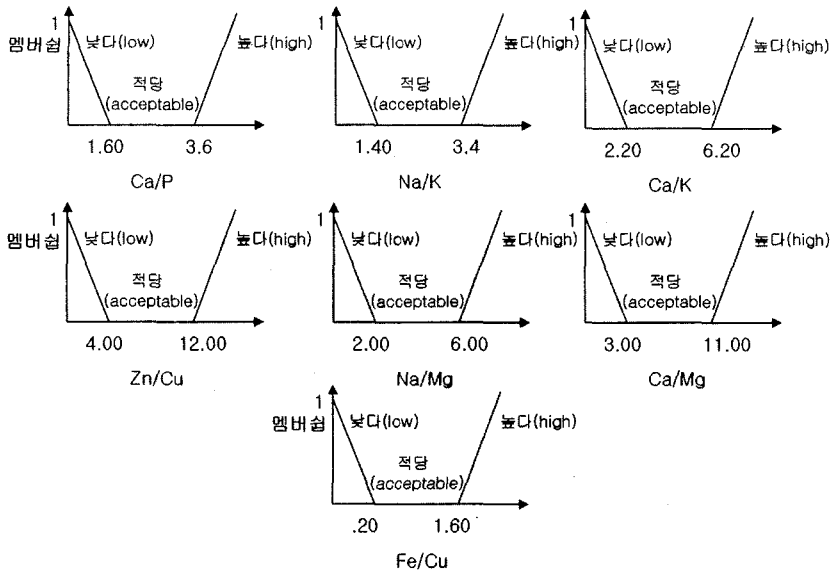 1
멤버쉽
낮다(low)
높다(high)
적당
(acceptable)
1.60 3.6
Ca/P
1
낮다(low)
높다(high)
적당
(acceptable)
1.40 3.4
Na/K
1
낮다(low)
높다(high)
적당
(acceptable)
2.20 6.20
Ca/K
1
멤버쉽
낮다(low)
높다(high)
적당
(acceptable)
4.00 12.00
Zn/Cu
1
낮다(low)
높다(high)
적당
(acceptable)
2.00 6.00
Na/Mg
1
낮다(low)
높다(high)
적당
(acceptable)
3.00 11.00
Ca/Mg
1
멤버쉽
낮다(low)
높다(high)
적당
(acceptable)
.20 1.60
Fe/Cu